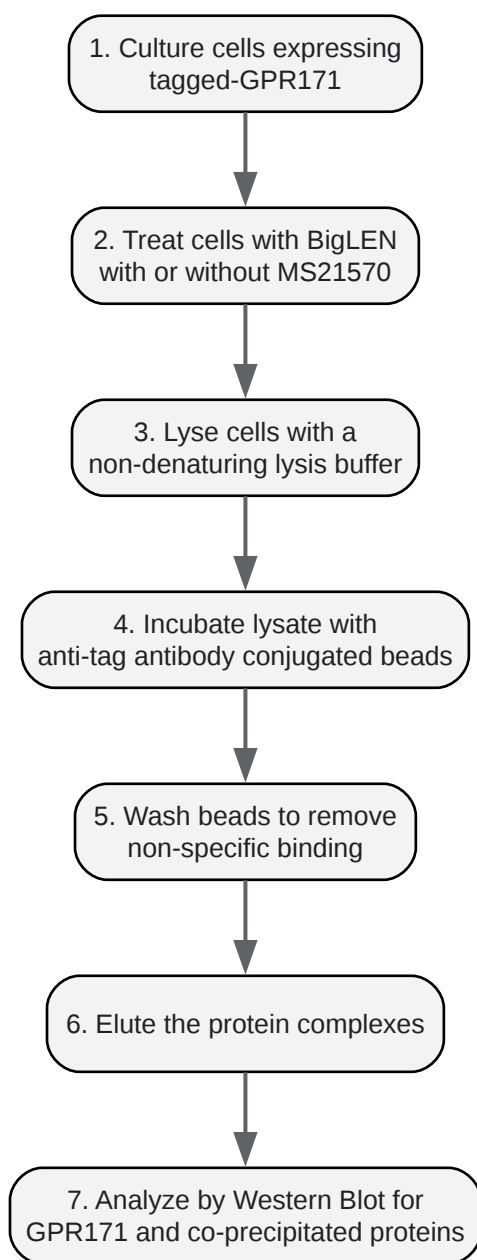 1. Culture cells expressing
tagged-GPR171
2. Treat cells with BigLEN
with or without MS21570
3. Lyse cells with a
non-denaturing lysis buffer
4. Incubate lysate with
anti-tag antibody conjugated beads
5. Wash beads to remove
non-specific binding
6. Elute the protein complexes
7. Analyze by Western Blot for
GPR171 and co-precipitated proteins